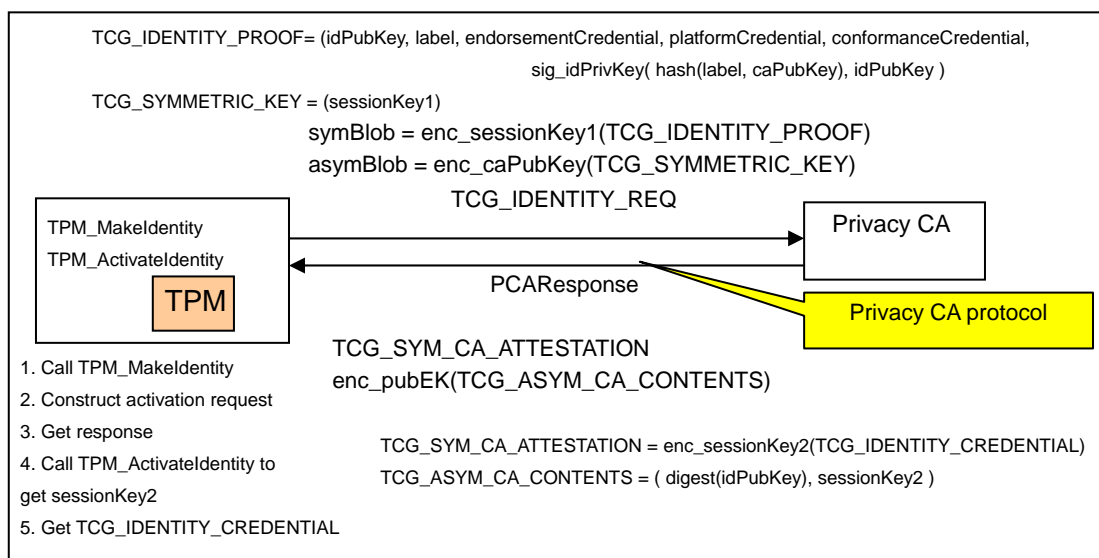 TCG_IDENTITY_PROOF= (idPubKey, label, endorsementCredential, platformCredential, conformanceCredential,
sig_idPrivKey( hash(label, caPubKey), idPubKey )
TCG_SYMMETRIC_KEY = (sessionKey1)
symBlob = enc_sessionKey1(TCG_IDENTITY_PROOF)
asymBlob = enc_caPubKey(TCG_SYMMETRIC_KEY)
TCG_IDENTITY_REQ
TPM_MakeIdentity
TPM_ActivateIdentity
TPM
Privacy CA
PCAResponse
Privacy CA protocol
TCG_SYM_CA_ATTESTATION
enc_pubEK(TCG_ASYM_CA_CONTENTS)
1. Call TPM_MakeIdentity
2. Construct activation request
3. Get response
4. Call TPM_ActivateIdentity to
get sessionKey2
5. Get TCG_IDENTITY_CREDENTIAL
TCG_SYM_CA_ATTESTATION = enc_sessionKey2(TCG_IDENTITY_CREDENTIAL)
TCG_ASYM_CA_CONTENTS = ( digest(idPubKey), sessionKey2 )